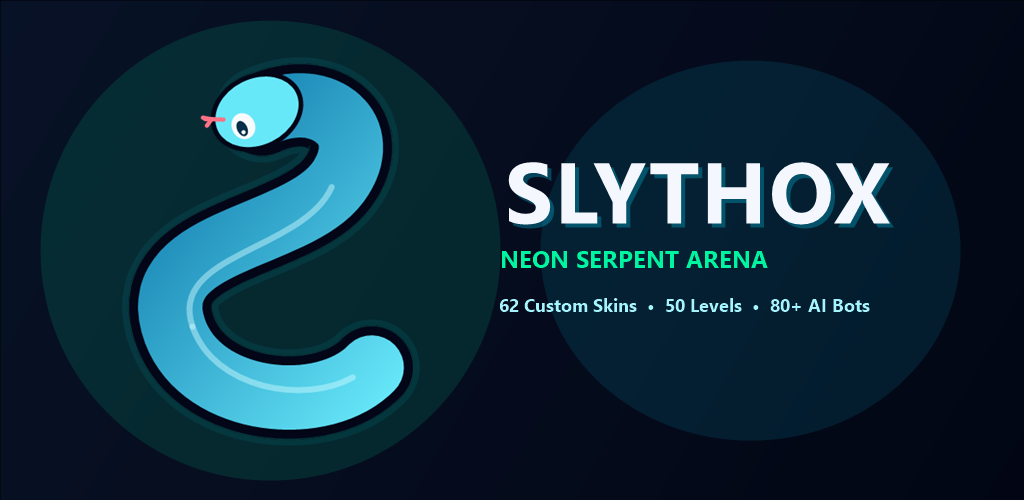 SLYTHOX
NEON SERPENT ARENA
62 Custom Skins • 50 Levels • 80+ AI Bots